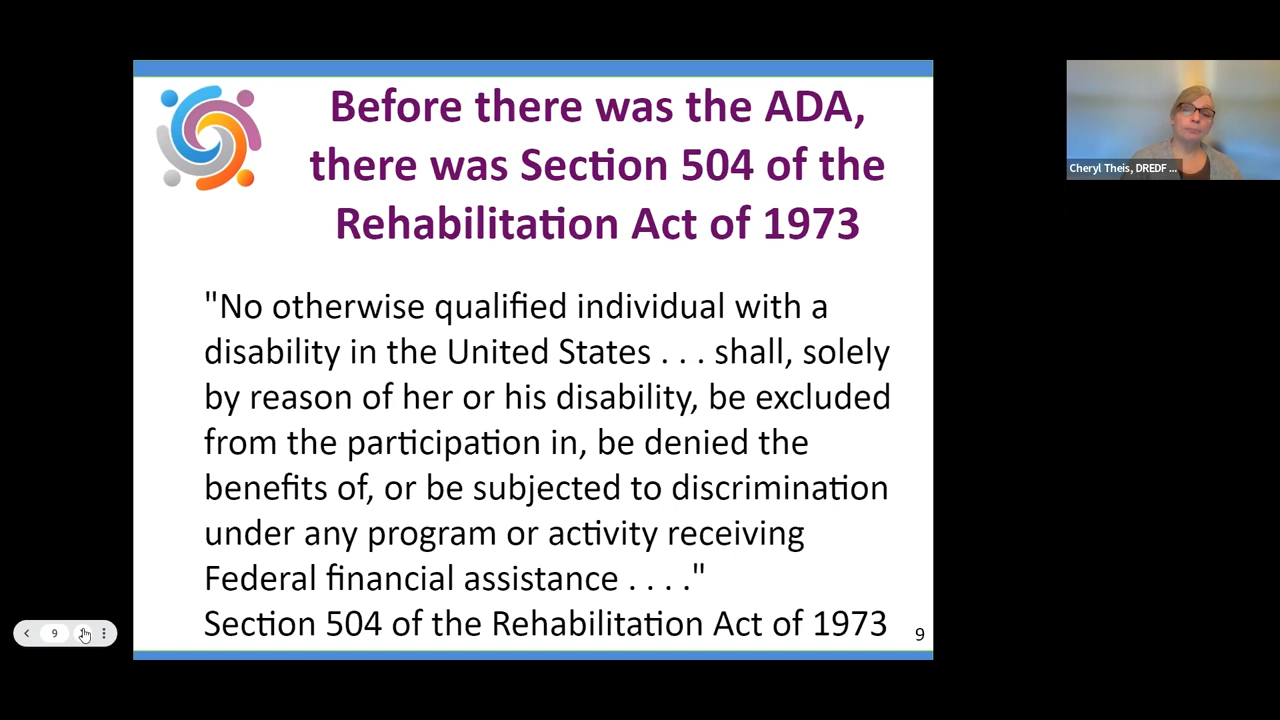 Before there was the ADA,
there was Section 504 of the
Rehabilitation Act of 1973
"No otherwise qualified individual with a
disability in the United States . . . shall, solely
by reason of her or his disability, be excluded
from the participation in, be denied the
benefits of, or be subjected to discrimination
under any program or activity receiving
Federal financial assistance . . . ."
Section 504 of the Rehabilitation Act of 1973
9
9
Cheryl Theis, DREDF ...